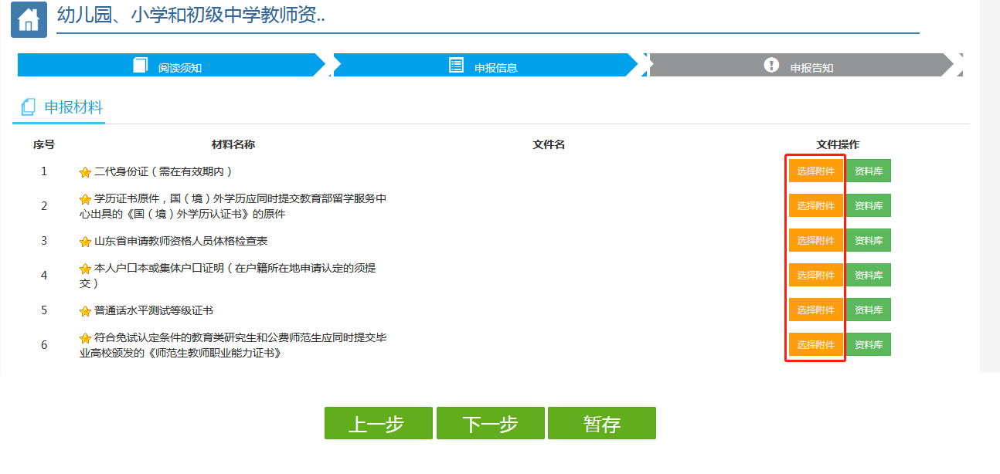 幼儿园、小学和初级中学教师资..
阅读须知 申报信息 申报告知
申报材料
序号 材料名称 文件名 文件操作
1 二代身份证（需在有效期内） 选择附件 资料库
2 学历证书原件，国（境）外学历应同时提交教育部留学服务中
心出具的《国（境）外学历认证书》的原件 选择附件 资料库
3 山东省申请教师资格人员体格检查表 选择附件 资料库
4 本人户口本或集体户口证明（在户籍所在地申请认定的须提
交） 选择附件 资料库
5 普通话水平测试等级证书 选择附件 资料库
6 符合免试认定条件的教育类研究生和公费师范生应同时提交毕
业高校颁发的《师范生教师职业能力证书》 选择附件 资料库
上一步 下一步 暂存